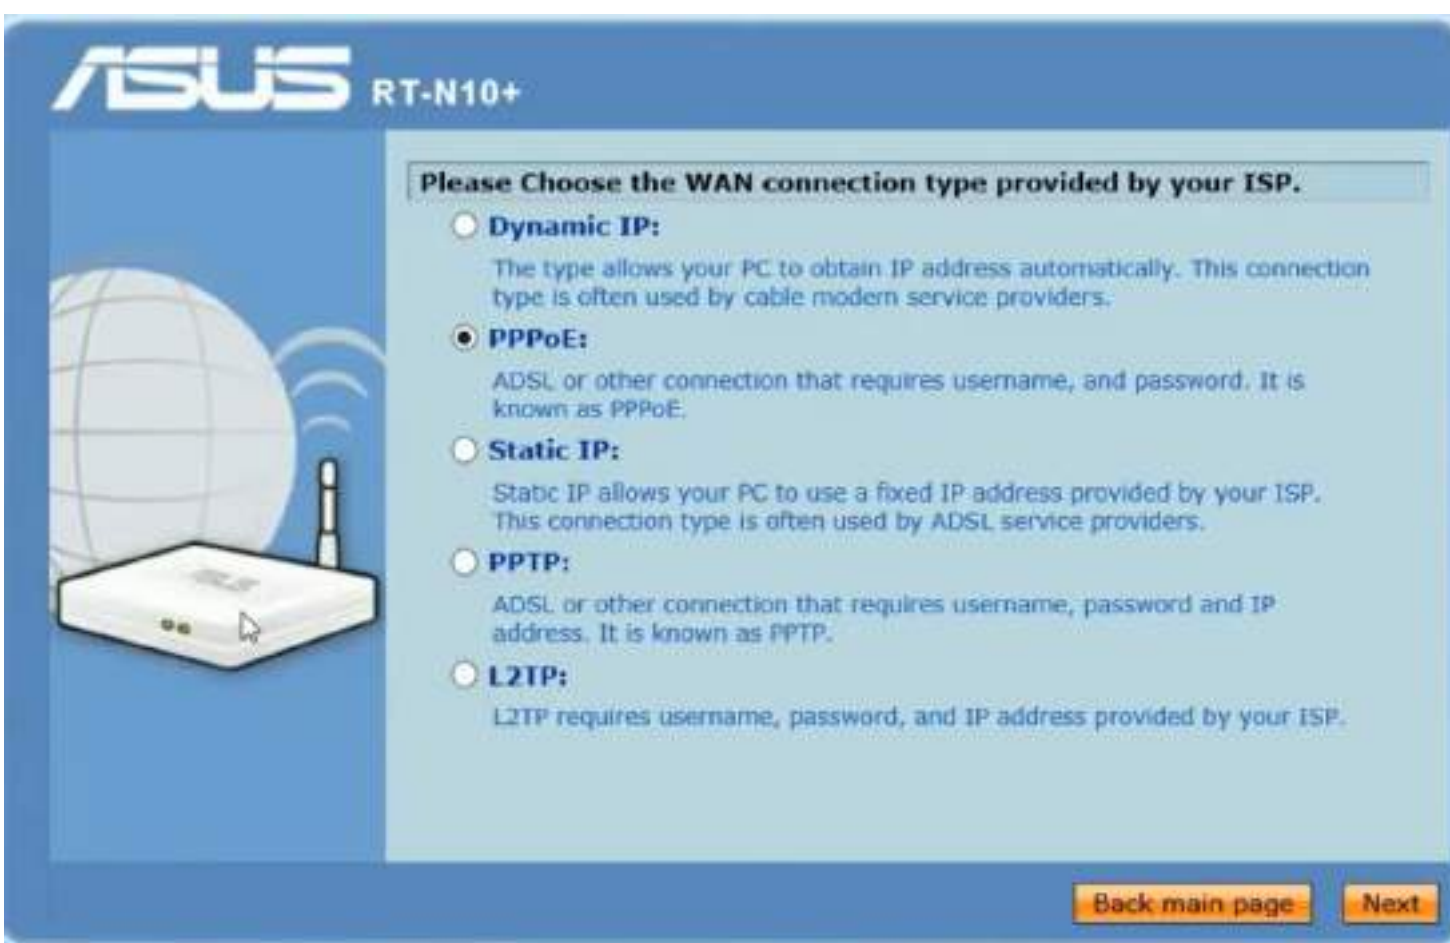 ASUS RT-N10+
Please Choose the WAN connection type provided by your ISP.
Dynamic IP:
The type allows your PC to obtain IP address automatically. This connection
type is often used by cable modem service providers.
PPPoE:
ADSL or other connection that requires username, and password. It is
known as PPPoE.
Static IP:
Static IP allows your PC to use a fixed IP address provided by your ISP.
This connection type is often used by ADSL service providers.
PPTP:
ADSL or other connection that requires username, password and IP
address. It is known as PPTP.
L2TP:
L2TP requires username, password, and IP address provided by your ISP.
Back main page Next